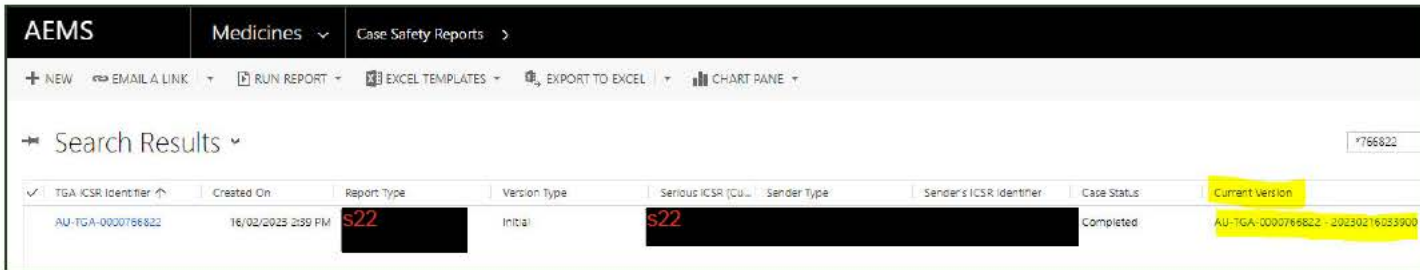 AEMS Medicines Case Safety Reports >
NEW EMAIL A LINK RUN REPORT EXCEL TEMPLATES EXPORT TO EXCEL CHART PANE
Search Results
*766822
TGA ICSR Identifier ↑ Created On Report Type Version Type Serious ICSR (Cu... Sender Type Sender's ICSR Identifier Case Status Current Version
AU-TGA-0000766822 16/02/2023 2:39 PM s22 Initial s22 Completed AU-TGA-0000766822 - 20230216033900